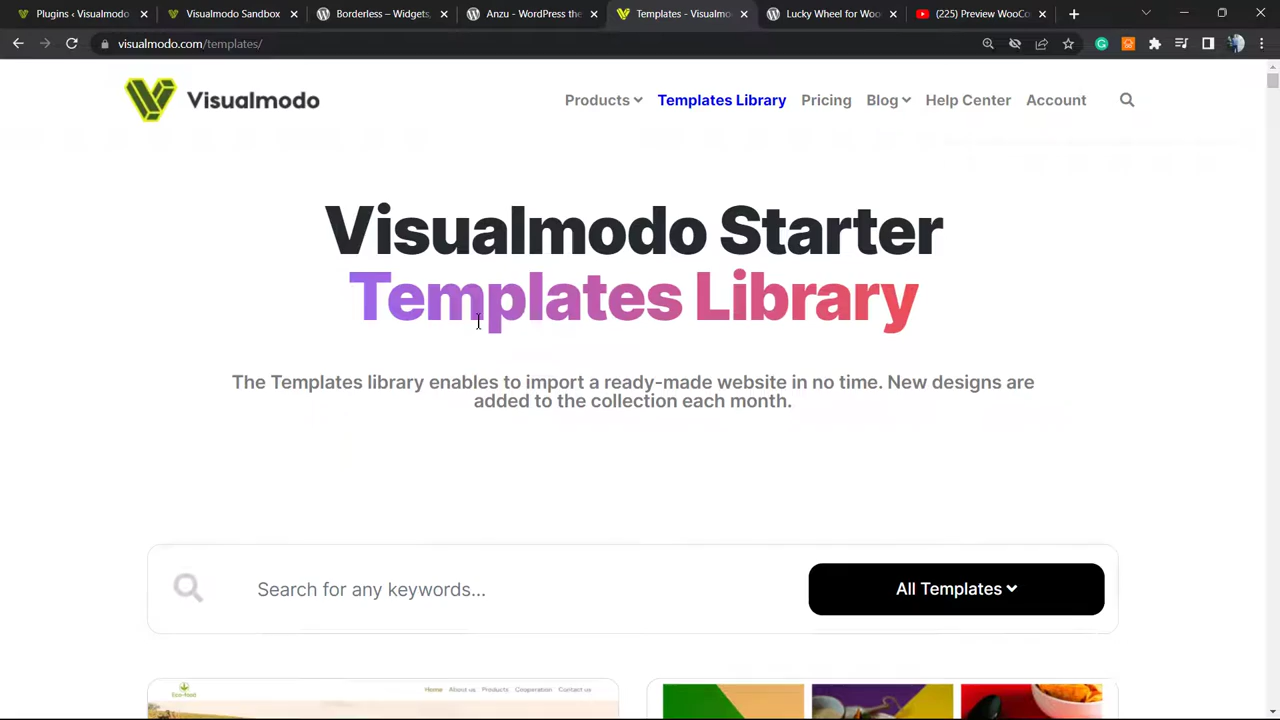 Plugins ‹ Visualmodo
Visualmodo Sandbox
Borderless – Widgets,
Anzu - WordPress the
Templates - Visualmo
Lucky Wheel for Woo
(225) Preview WooCo
visualmodo.com/templates/
Visualmodo
Products
Templates Library
Pricing
Blog
Help Center
Account
Visualmodo Starter
Templates Library
The Templates library enables to import a ready-made website in no time. New designs are
added to the collection each month.
Search for any keywords...
All Templates
Eco-food
Home About us Products Cooperation Contact us